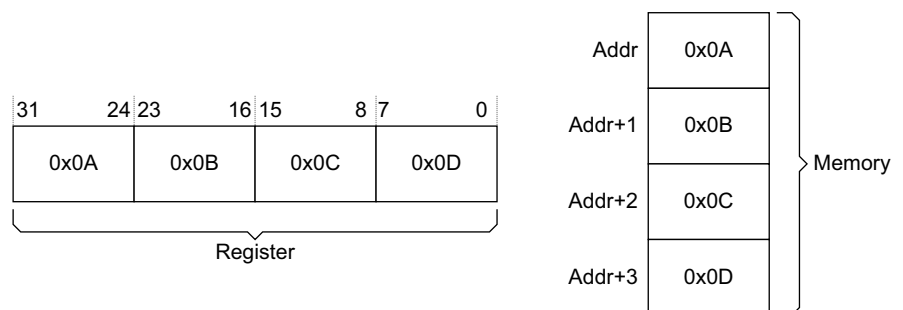 31 24 23 16 15 8 7 0
0x0A 0x0B 0x0C 0x0D
Register
Addr 0x0A
Addr+1 0x0B
Addr+2 0x0C
Addr+3 0x0D
Memory